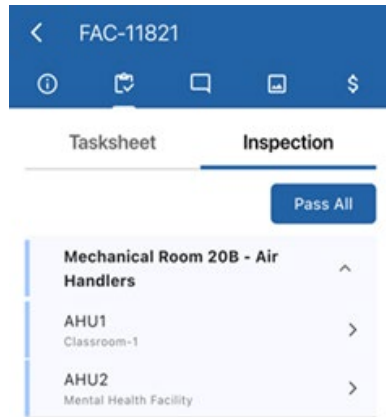 FAC-11821
$
Tasksheet Inspection
Pass All
Mechanical Room 20B - Air
Handlers
AHU1
Classroom-1
AHU2
Mental Health Facility